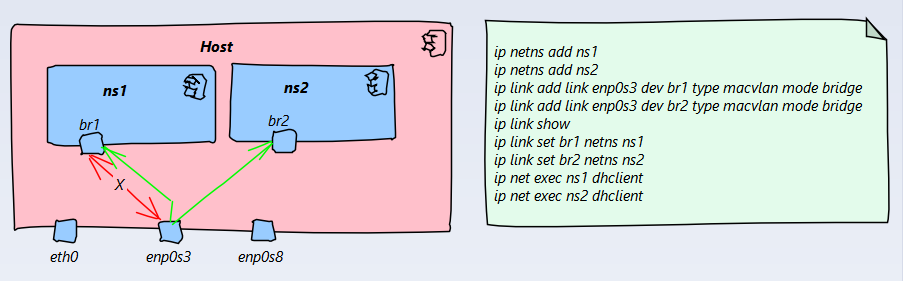 Host
ns1
ns2
br1
br2
X
eth0
enp0s3
enp0s8
ip netns add ns1
ip netns add ns2
ip link add link enp0s3 dev br1 type macvlan mode bridge
ip link add link enp0s3 dev br2 type macvlan mode bridge
ip link show
ip link set br1 netns ns1
ip link set br2 netns ns2
ip net exec ns1 dhclient
ip net exec ns2 dhclient